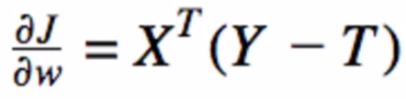 ∂J/∂w = X^T(Y − T)